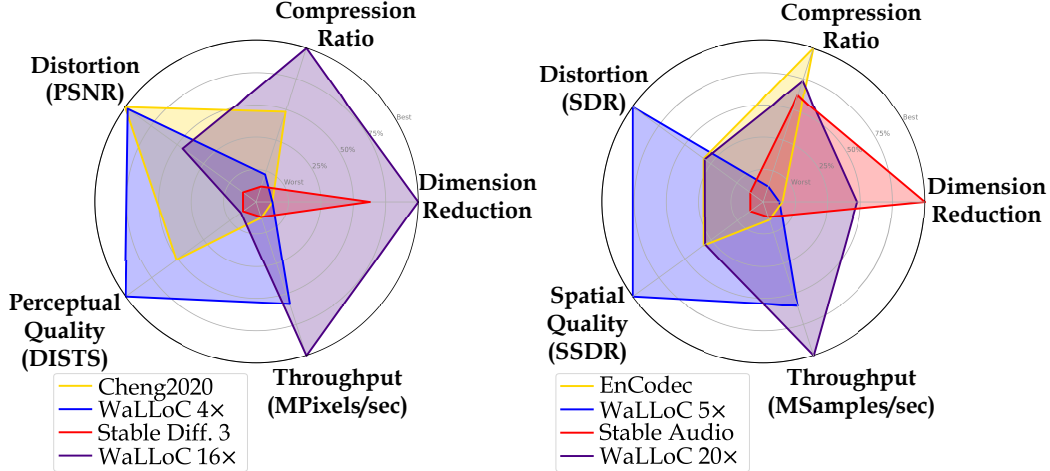 Compression
Ratio
Distortion
(PSNR)
Best
75%
50%
25%
Worst
Dimension
Reduction
Perceptual
Quality
(DISTS)
Throughput
(MPixels/sec)
Cheng2020
WaLLoC 4×
Stable Diff. 3
WaLLoC 16×
Compression
Ratio
Distortion
(SDR)
Best
75%
50%
25%
Worst
Dimension
Reduction
Spatial
Quality
(SSDR)
Throughput
(MSamples/sec)
EnCodec
WaLLoC 5×
Stable Audio
WaLLoC 20×